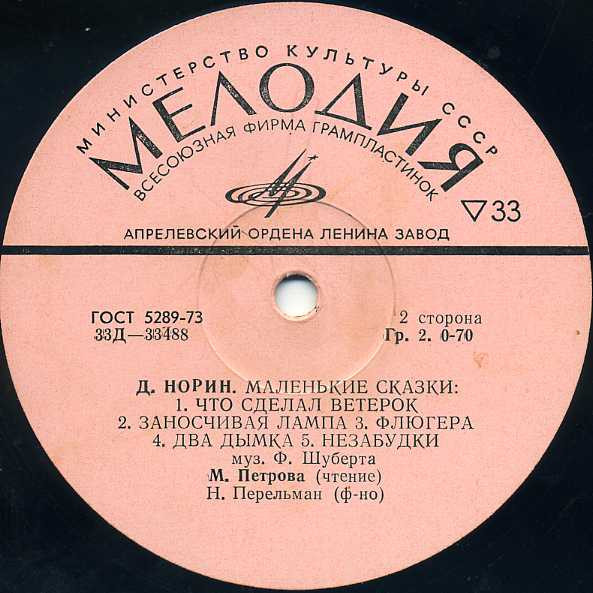 МИНИСТЕРСТВО КУЛЬТУРЫ СССР
МЕЛОДИЯ
ВСЕСОЮЗНАЯ ФИРМА ГРАМПЛАСТИНОК
▽33
АПРЕЛЕВСКИЙ ОРДЕНА ЛЕНИНА ЗАВОД
ГОСТ 5289-73
33Д—33488
2 сторона
Гр. 2. 0-70
Д. НОРИН. МАЛЕНЬКИЕ СКАЗКИ:
1. ЧТО СДЕЛАЛ ВЕТЕРОК
2. ЗАНОСЧИВАЯ ЛАМПА 3. ФЛЮГЕРА
4. ДВА ДЫМКА 5. НЕЗАБУДКИ
муз. Ф. Шуберта
М. Петрова (чтение)
Н. Перельман (ф-но)